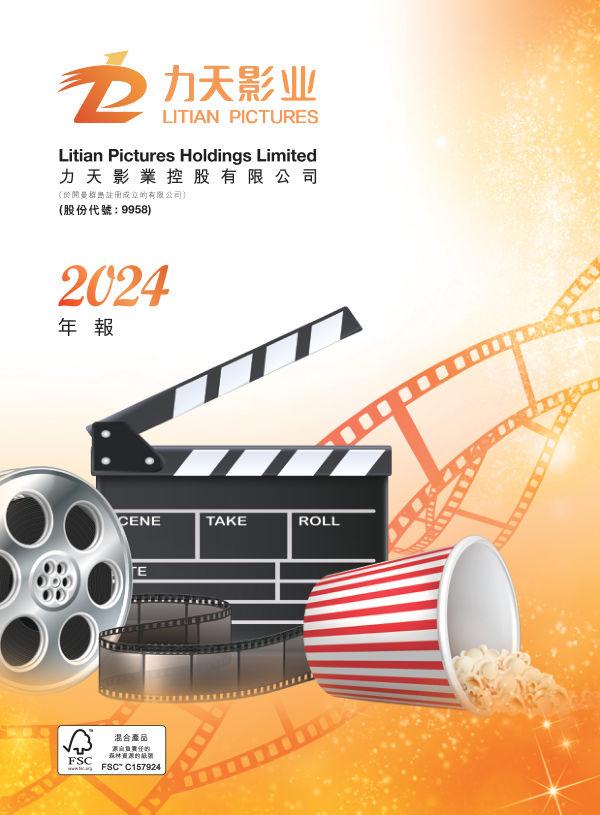 力天影业
LITIAN PICTURES
Litian Pictures Holdings Limited
力天影業控股有限公司
(於開曼群島註冊成立的有限公司)
(股份代號 : 9958)
2024
年報
CENE TAKE ROLL
TE
FSC
www.fsc.org
混合產品
源自負責任的
森林資源的紙張
FSC™ C157924